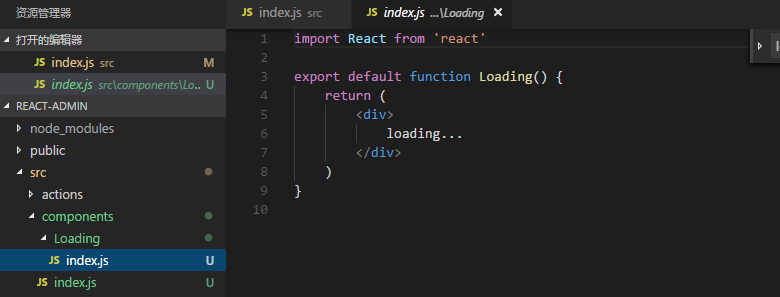 资源管理器
打开的编辑器
JS index.js src M
JS index.js src\components\Lo... U
REACT-ADMIN
node_modules
public
src
actions
components
Loading
JS index.js U
JS index.js U
JS index.js src
JS index.js ...\Loading ×
1 import React from 'react'
2
3 export default function Loading() {
4 return (
5 <div>
6 loading...
7 </div>
8 )
9 }
10